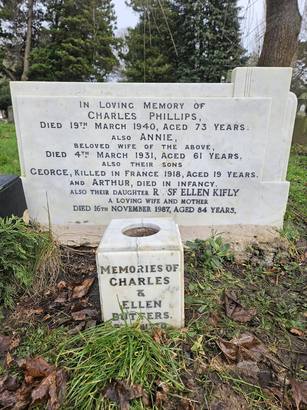 In Loving Memory of
Charles Phillips,
Died 19th March 1940, Aged 73 Years.
Also Annie,
Beloved Wife of the Above,
Died 4th March 1931, Aged 61 Years,
Also Their Sons
George, Killed in France 1918, Aged 19 Years,
and Arthur, Died in Infancy.
Also Their Daughter Ellen Kifly
A Loving Wife and Mother
Died 16th November 1987, Aged 84 Years.
Memories of
Charles
&
Ellen
Butters.